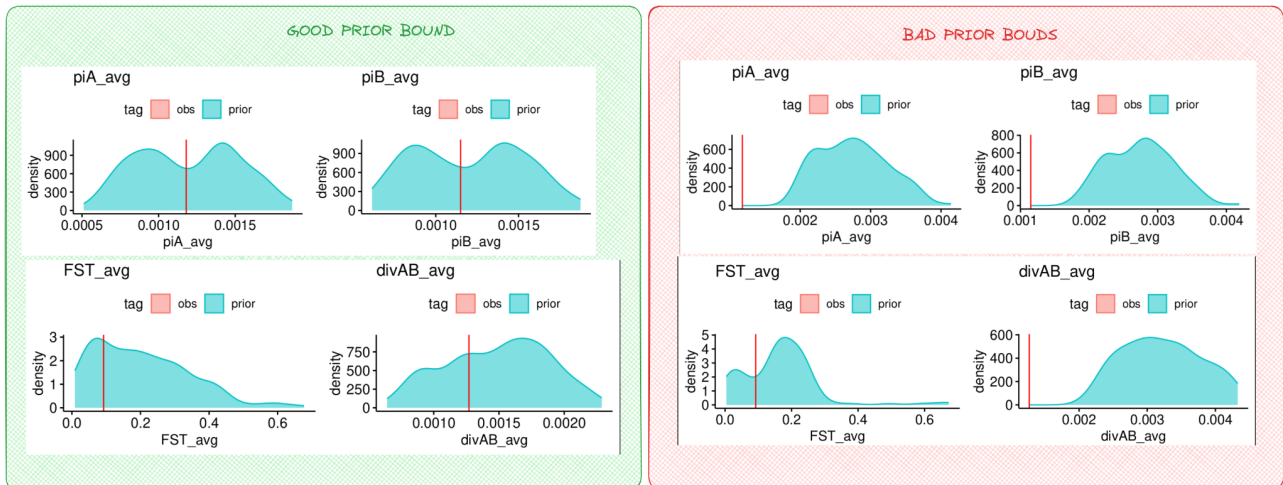 GOOD PRIOR BOUND
piA_avg
tag obs prior
density
900
600
300
0
0.0005 0.0010 0.0015
piA_avg
piB_avg
tag obs prior
density
900
600
300
0
0.0010 0.0015
piB_avg
FST_avg
tag obs prior
density
3
2
1
0
0.0 0.2 0.4 0.6
FST_avg
divAB_avg
tag obs prior
density
750
500
250
0
0.0010 0.0015 0.0020
divAB_avg
BAD PRIOR BOUDS
piA_avg
tag obs prior
density
600
400
200
0
0.002 0.003 0.004
piA_avg
piB_avg
tag obs prior
density
800
600
400
200
0
0.001 0.002 0.003 0.004
piB_avg
FST_avg
tag obs prior
density
5
4
3
2
1
0
0.0 0.2 0.4 0.6
FST_avg
divAB_avg
tag obs prior
density
600
400
200
0
0.002 0.003 0.004
divAB_avg